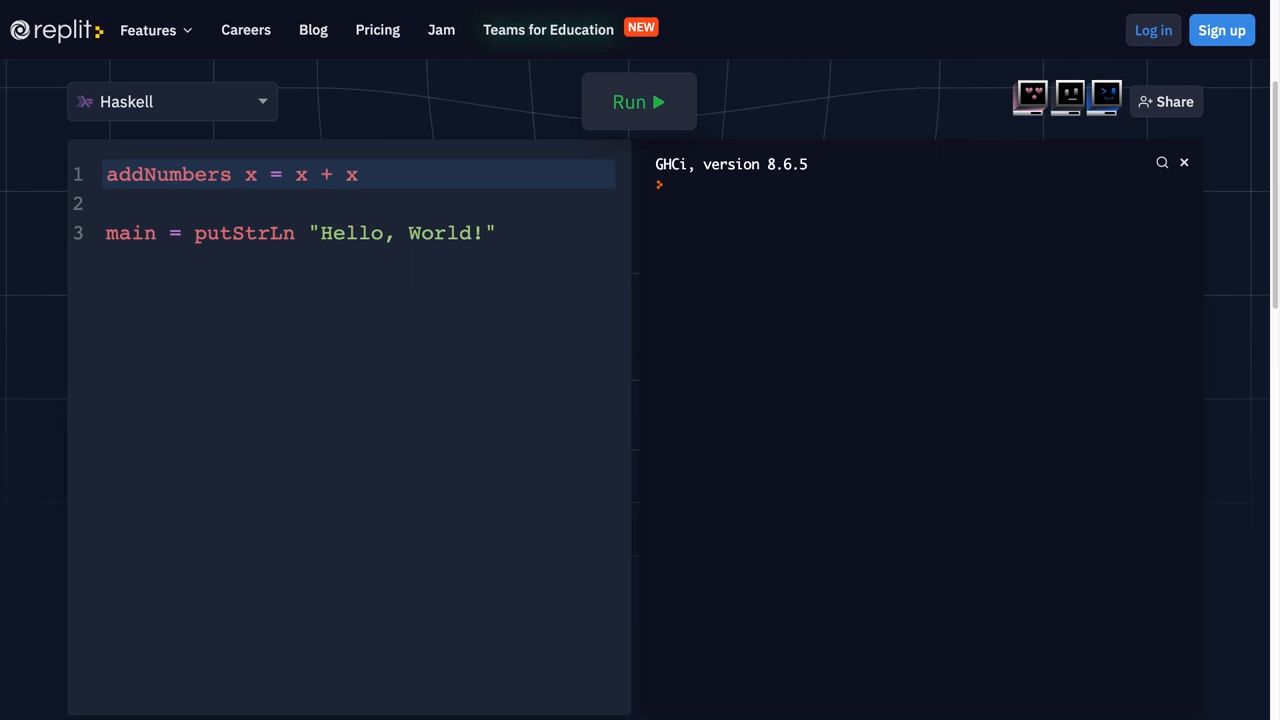 replit
Features
Careers
Blog
Pricing
Jam
Teams for Education
NEW
Log in
Sign up
Haskell
Run
Share
1 addNumbers x = x + x
2
3 main = putStrLn "Hello, World!"
GHCi, version 8.6.5